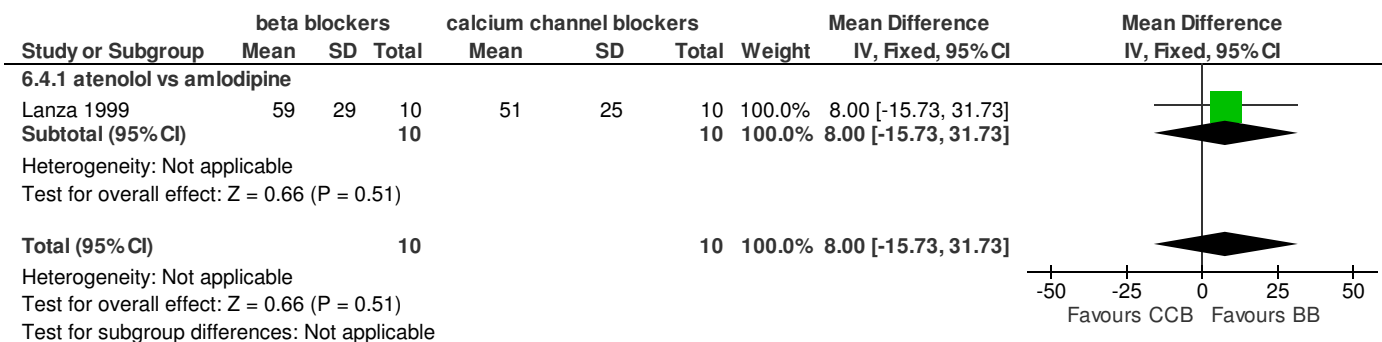 beta blockers calcium channel blockers Mean Difference Mean Difference
Study or Subgroup Mean SD Total Mean SD Total Weight IV, Fixed, 95% CI IV, Fixed, 95% CI
6.4.1 atenolol vs amlodipine
Lanza 1999 59 29 10 51 25 10 100.0% 8.00 [-15.73, 31.73]
Subtotal (95% CI) 10 10 100.0% 8.00 [-15.73, 31.73]
Heterogeneity: Not applicable
Test for overall effect: Z = 0.66 (P = 0.51)
Total (95% CI) 10 10 100.0% 8.00 [-15.73, 31.73]
Heterogeneity: Not applicable
Test for overall effect: Z = 0.66 (P = 0.51)
Test for subgroup differences: Not applicable
-50 -25 0 25 50
Favours CCB Favours BB